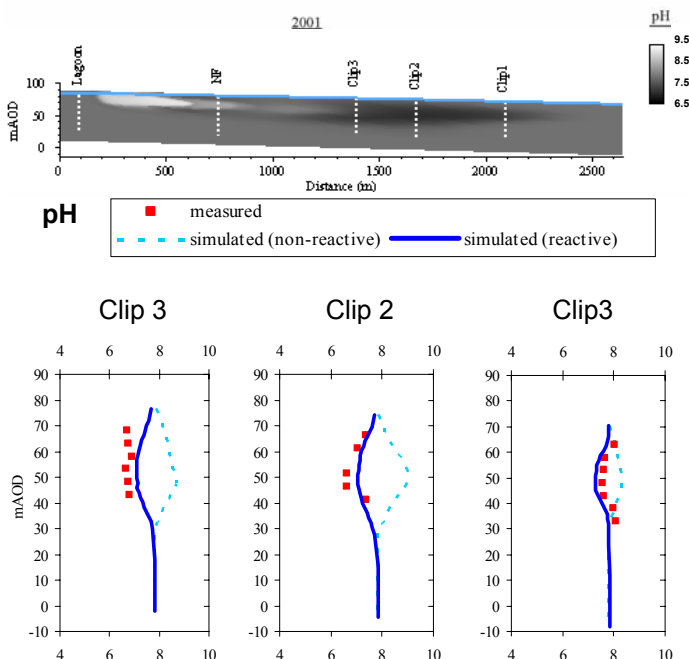 2001
pH
9.5
8.5
7.5
6.5
Lagoon
NF
Clip3
Clip2
Clip1
mAOD
100
50
0
0
500
1000
1500
2000
2500
Distance (m)
pH
measured
simulated (non-reactive)
simulated (reactive)
Clip 3
Clip 2
Clip3
4 6 8 10
4 6 8 10
4 6 8 10
mAOD
90
80
70
60
50
40
30
20
10
0
-10
90
80
70
60
50
40
30
20
10
0
-10
90
80
70
60
50
40
30
20
10
0
-10
4 6 8 10
4 6 8 10
4 6 8 10